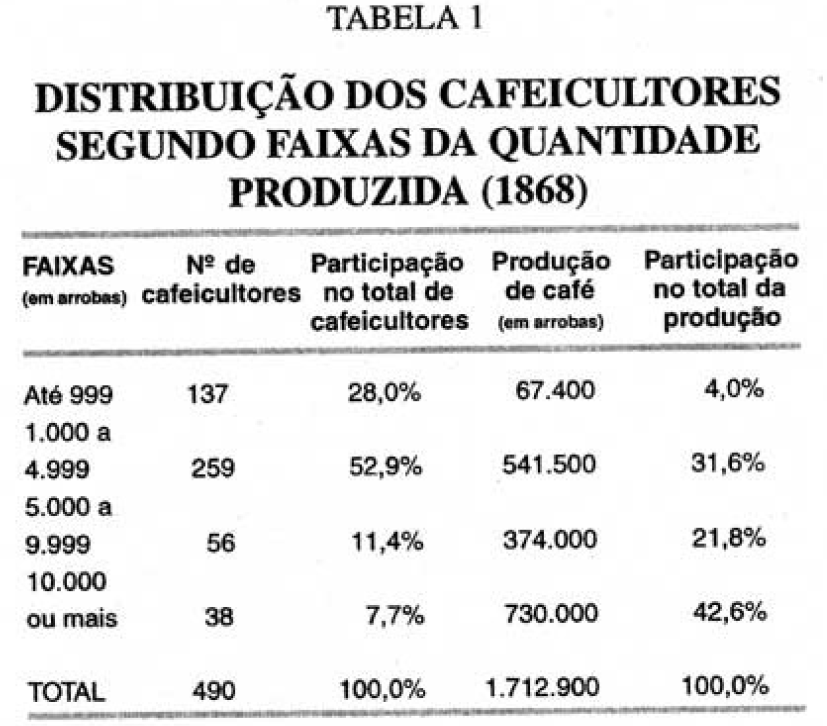 TABELA 1
DISTRIBUIÇÃO DOS CAFEICULTORES
SEGUNDO FAIXAS DA QUANTIDADE
PRODUZIDA (1868)
FAIXAS Nº de Participação Produção Participação
(em arrobas) cafeicultores no total de de café no total da
cafeicultores (em arrobas) produção
Até 999 137 28,0% 67.400 4,0%
1.000 a
4.999 259 52,9% 541.500 31,6%
5.000 a
9.999 56 11,4% 374.000 21,8%
10.000
ou mais 38 7,7% 730.000 42,6%
TOTAL 490 100,0% 1.712.900 100,0%